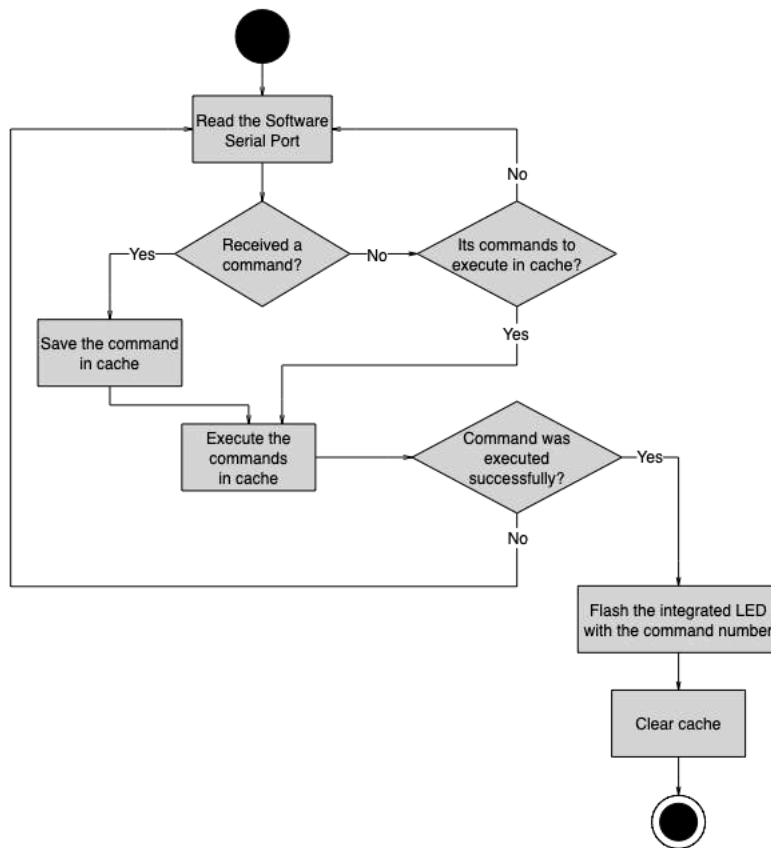 Read the Software
Serial Port
No
Received a
command?
Its commands to
execute in cache?
Yes
No
Yes
Save the command
in cache
Execute the
commands
in cache
Command was
executed
successfully?
Yes
No
Flash the integrated LED
with the command number
Clear cache